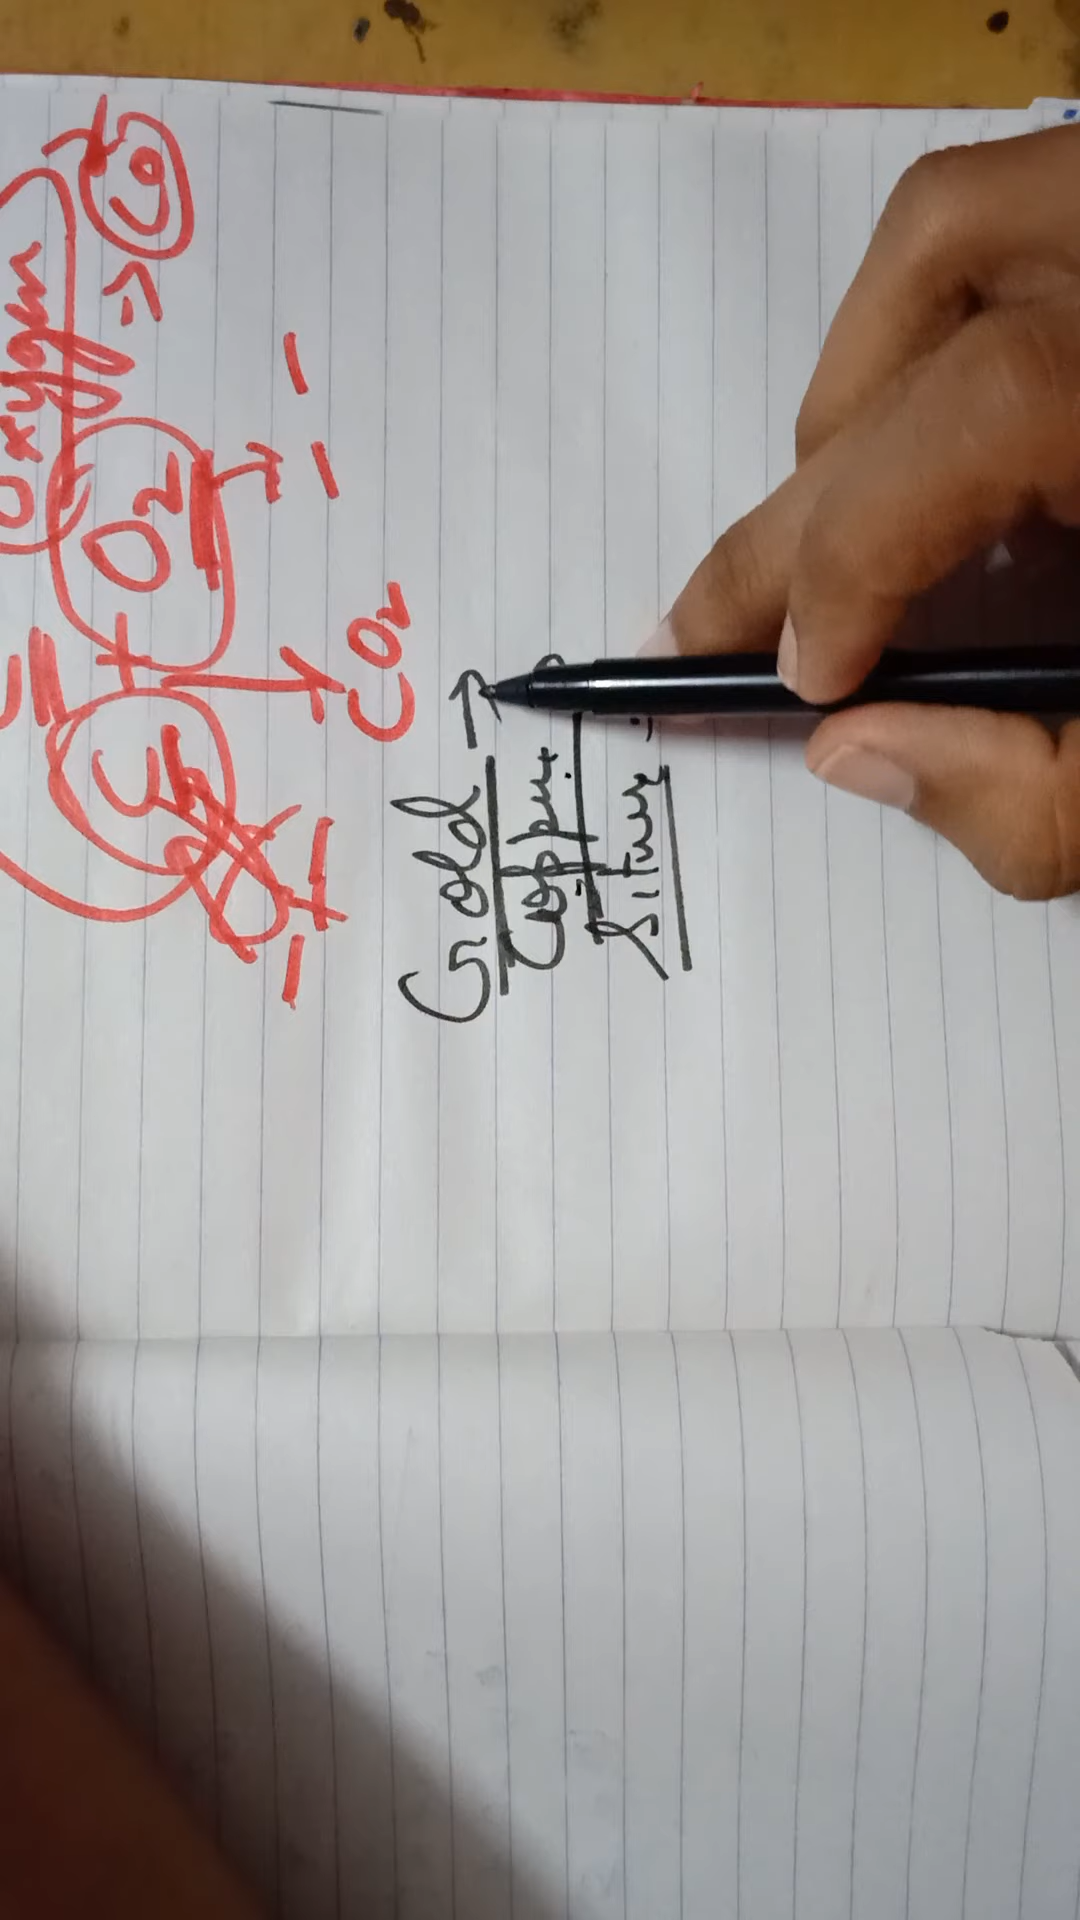 Oxygen
C + O2 => Co
CO2
Gold →
Copper
Silver